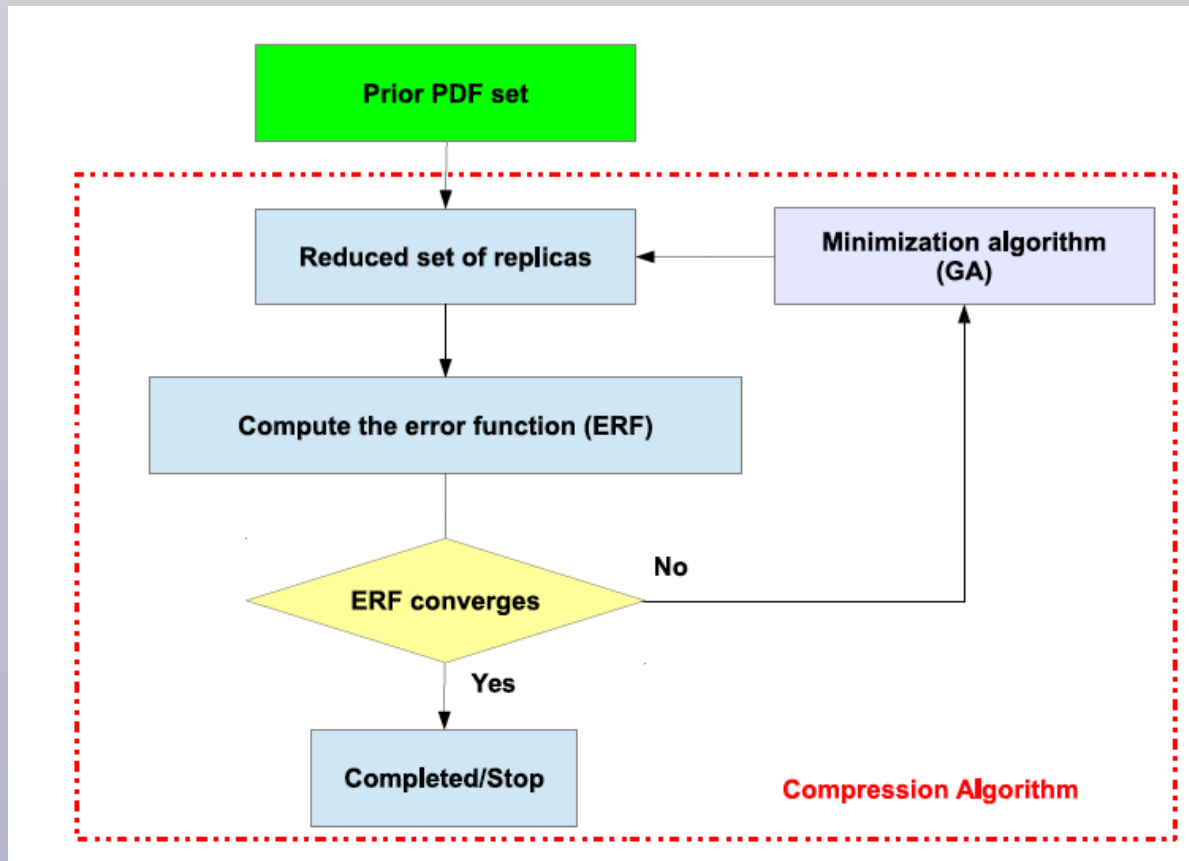 Prior PDF set
Reduced set of replicas
Minimization algorithm
(GA)
Compute the error function (ERF)
No
ERF converges
Yes
Completed/Stop
Compression Algorithm